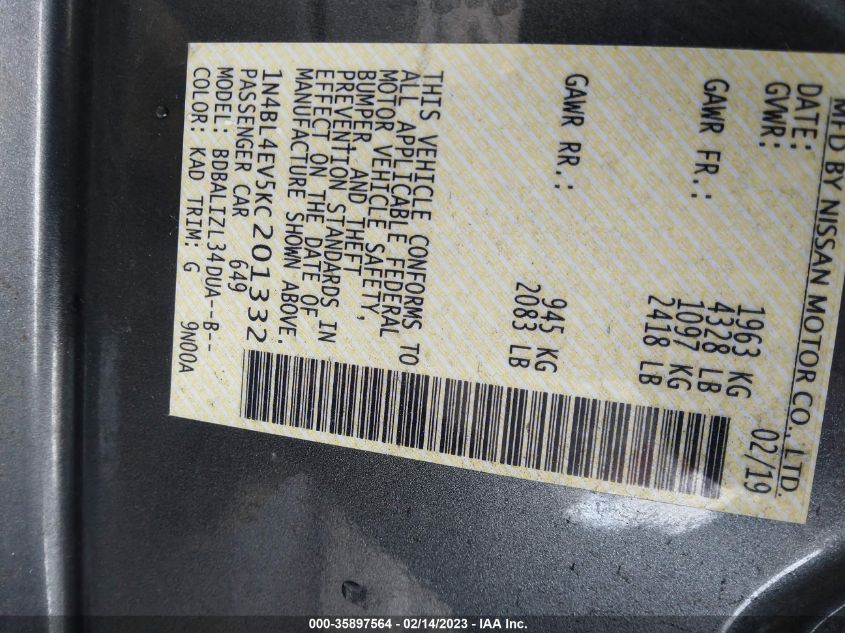 MFD BY NISSAN MOTOR CO., LTD.
DATE: 02/19
GVWR: 1963 KG
4328 LB
GAWR FR.: 1097 KG
2418 LB
GAWR RR.: 945 KG
2083 LB
THIS VEHICLE CONFORMS TO
ALL APPLICABLE FEDERAL
MOTOR VEHICLE SAFETY,
BUMPER, AND THEFT
PREVENTION STANDARDS IN
EFFECT ON THE DATE OF
MANUFACTURE SHOWN ABOVE.
1N4BL4EV5KC201332
PASSENGER CAR 649
MODEL: BDBALIZL34DUA--B--
COLOR: KAD TRIM: G 9N00A
000-35897564 - 02/14/2023 - IAA Inc.